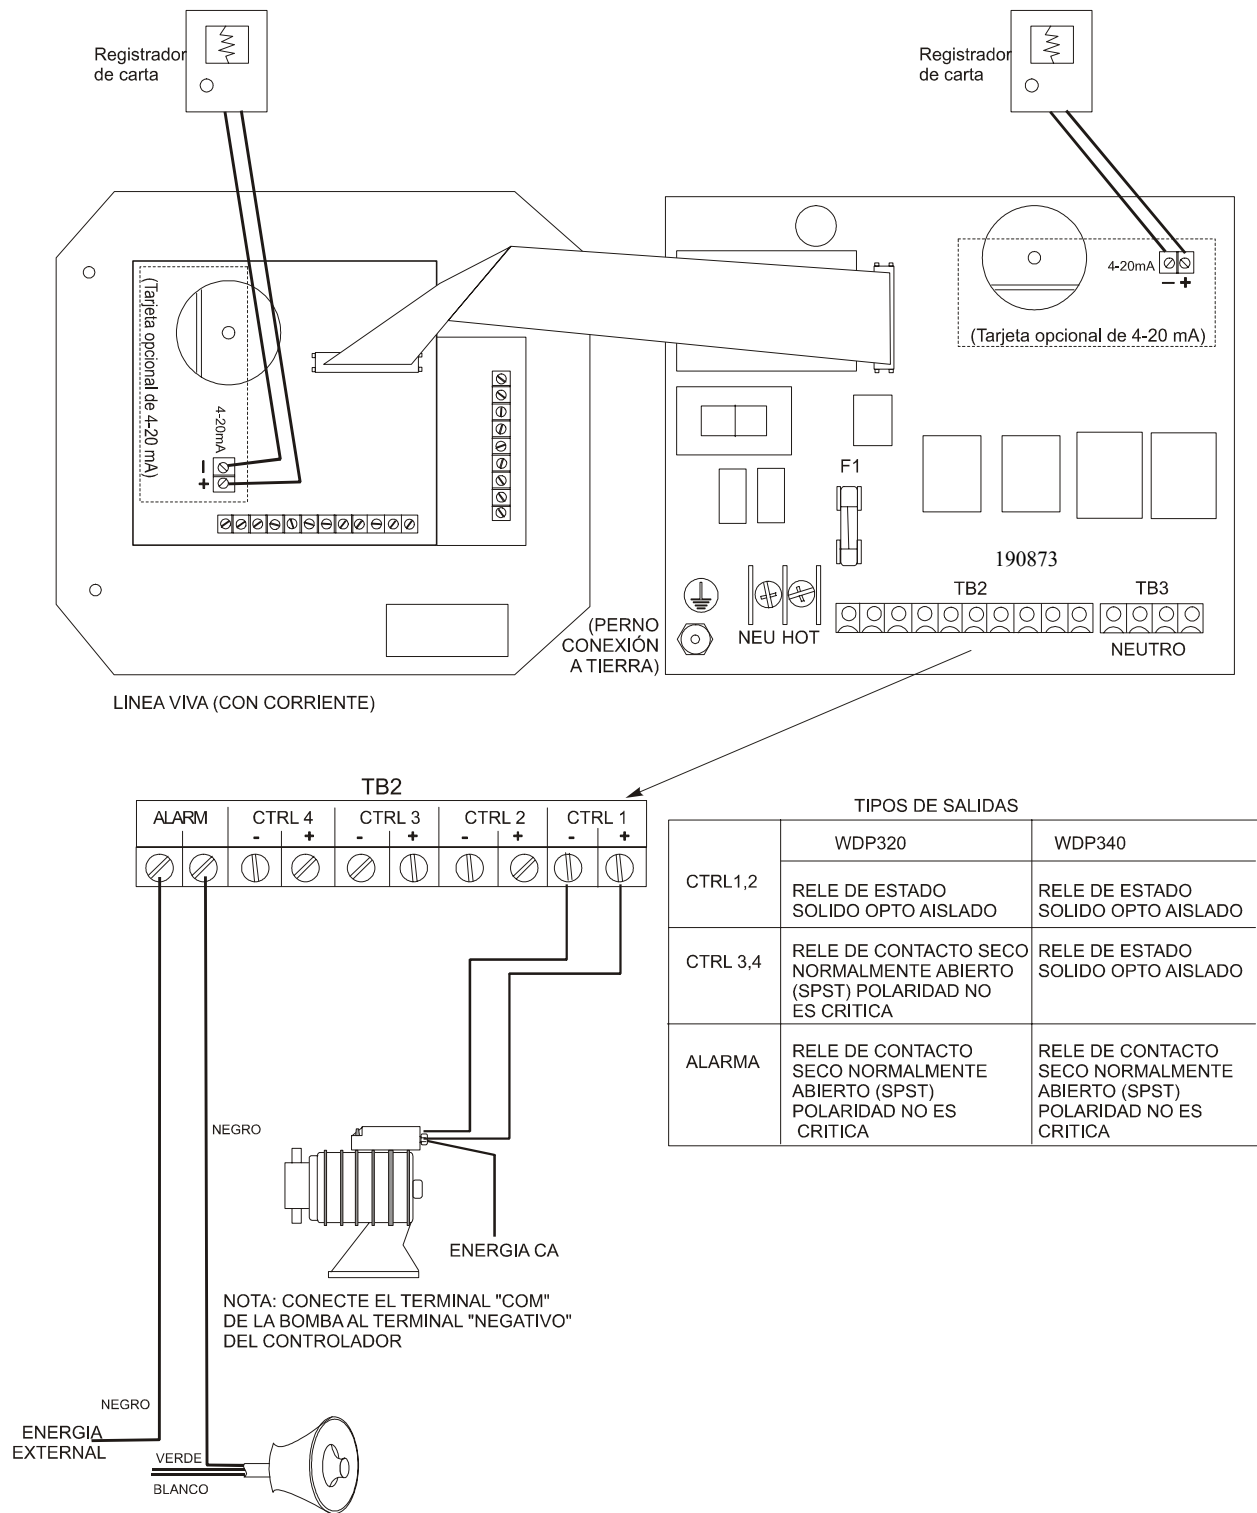 Registrador
de carta
Registrador
de carta
(Tarjeta opcional de 4-20 mA)
4-20mA
–
+
4-20mA
– +
(Tarjeta opcional de 4-20 mA)
F1
190873
TB2
TB3
(PERNO
CONEXIÓN
A TIERRA)
NEU HOT
NEUTRO
LINEA VIVA (CON CORRIENTE)
TB2
ALARM CTRL 4 CTRL 3 CTRL 2 CTRL 1
- + - + - + - +
TIPOS DE SALIDAS
WDP320
WDP340
CTRL1,2
RELE DE ESTADO
SOLIDO OPTO AISLADO
RELE DE ESTADO
SOLIDO OPTO AISLADO
CTRL 3,4
RELE DE CONTACTO SECO
NORMALMENTE ABIERTO
(SPST) POLARIDAD NO
ES CRITICA
RELE DE ESTADO
SOLIDO OPTO AISLADO
ALARMA
RELE DE CONTACTO
SECO NORMALMENTE
ABIERTO (SPST)
POLARIDAD NO ES
CRITICA
RELE DE CONTACTO
SECO NORMALMENTE
ABIERTO (SPST)
POLARIDAD NO ES
CRITICA
NEGRO
ENERGIA CA
NOTA: CONECTE EL TERMINAL "COM"
DE LA BOMBA AL TERMINAL "NEGATIVO"
DEL CONTROLADOR
NEGRO
ENERGIA
EXTERNAL
VERDE
BLANCO